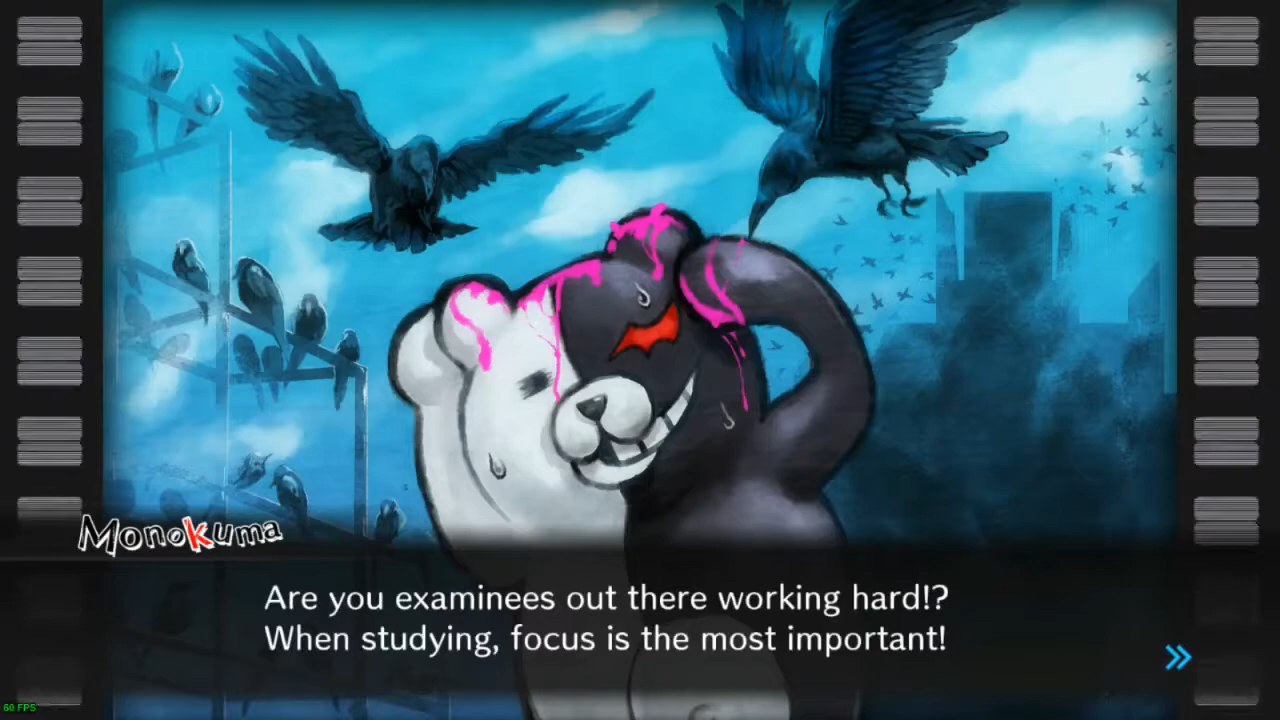 Monokuma
Are you examinees out there working hard!?
When studying, focus is the most important!
60 FPS